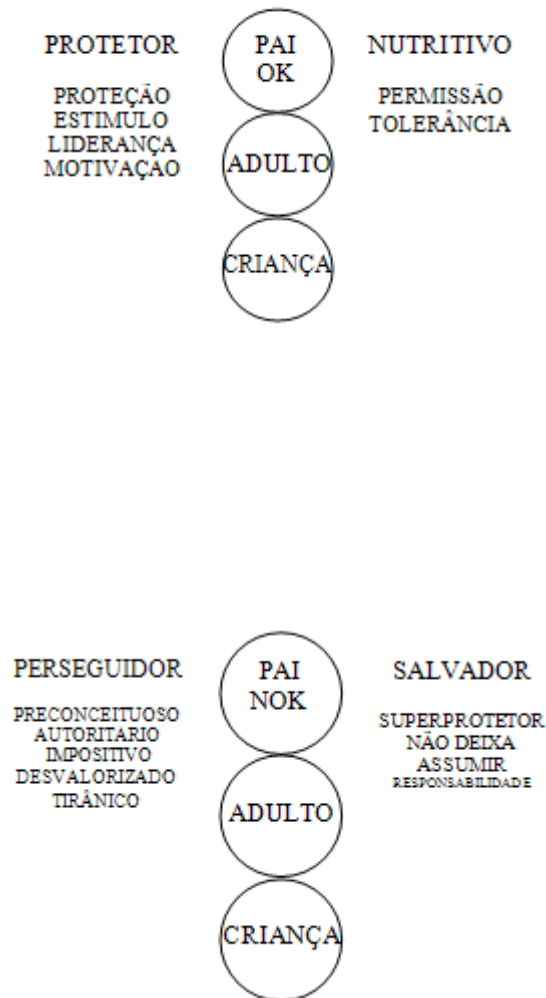 PROTETOR
PROTEÇÃO
ESTIMULO
LIDERANÇA
MOTIVAÇAO
PAI
OK
NUTRITIVO
PERMISSÃO
TOLERÂNCIA
ADULTO
CRIANÇA
PERSEGUIDOR
PRECONCEITUOSO
AUTORITARIO
IMPOSITIVO
DESVALORIZADO
TIRÂNICO
PAI
NOK
SALVADOR
SUPERPROTETOR
NÃO DEIXA
ASSUMIR
RESPONSABILIDADE
ADULTO
CRIANÇA